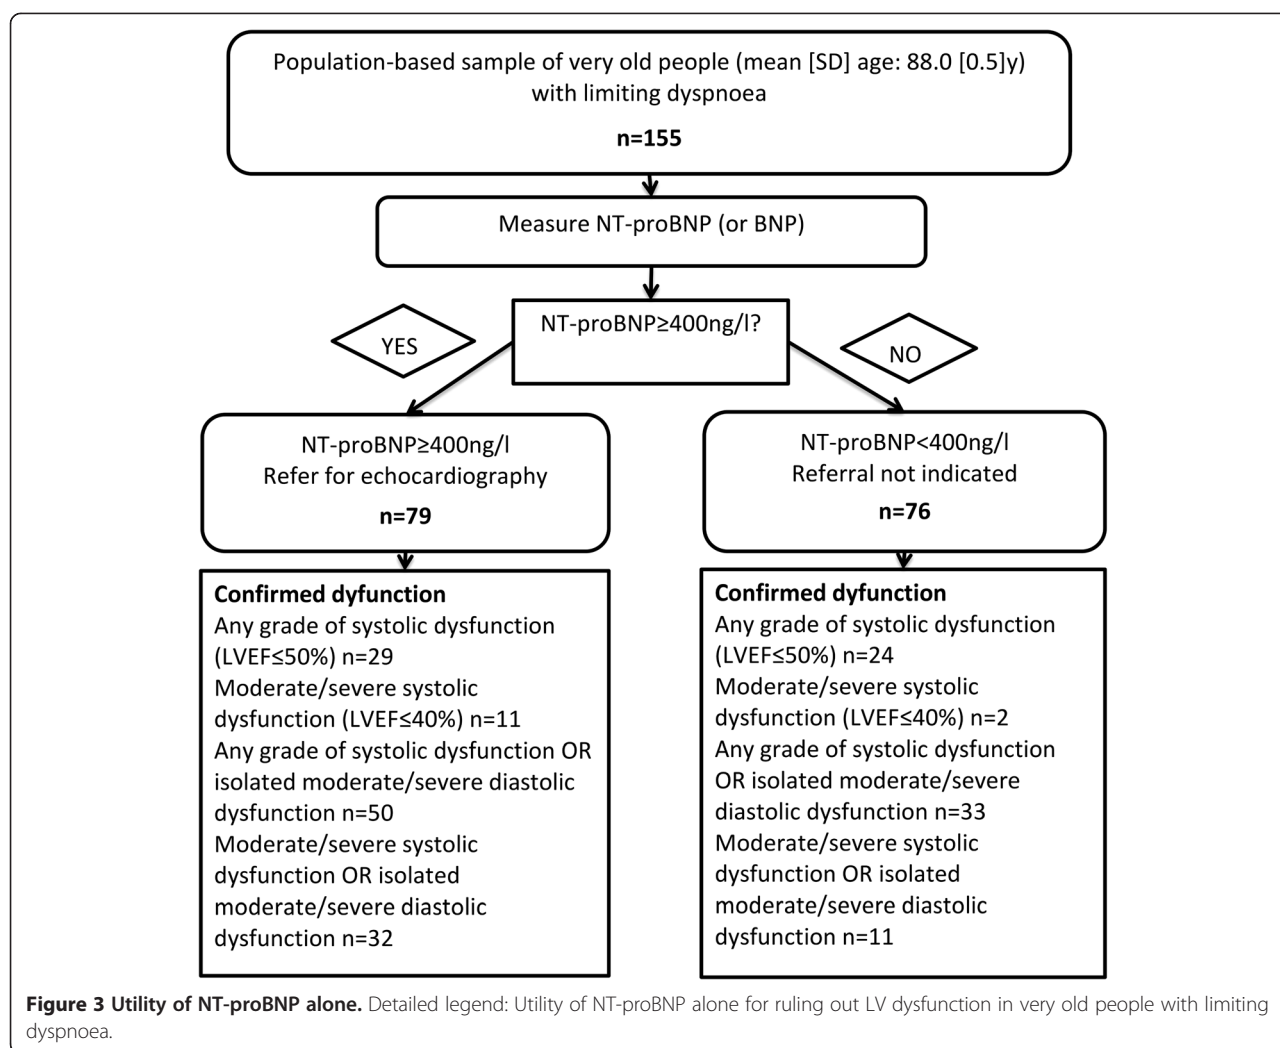 Population-based sample of very old people (mean [SD] age: 88.0 [0.5]y)
with limiting dyspnoea
n=155
Measure NT-proBNP (or BNP)
NT-proBNP≥400ng/l?
YES
NO
NT-proBNP≥400ng/l
Refer for echocardiography
n=79
NT-proBNP<400ng/l
Referral not indicated
n=76
Confirmed dyfunction
Any grade of systolic dysfunction
(LVEF≤50%) n=29
Moderate/severe systolic
dysfunction (LVEF≤40%) n=11
Any grade of systolic dysfunction OR
isolated moderate/severe diastolic
dysfunction n=50
Moderate/severe systolic
dysfunction OR isolated
moderate/severe diastolic
dysfunction n=32
Confirmed dyfunction
Any grade of systolic dysfunction
(LVEF≤50%) n=24
Moderate/severe systolic
dysfunction (LVEF≤40%) n=2
Any grade of systolic dysfunction
OR isolated moderate/severe
diastolic dysfunction n=33
Moderate/severe systolic
dysfunction OR isolated
moderate/severe diastolic
dysfunction n=11
Figure 3 Utility of NT-proBNP alone. Detailed legend: Utility of NT-proBNP alone for ruling out LV dysfunction in very old people with limiting
dyspnoea.